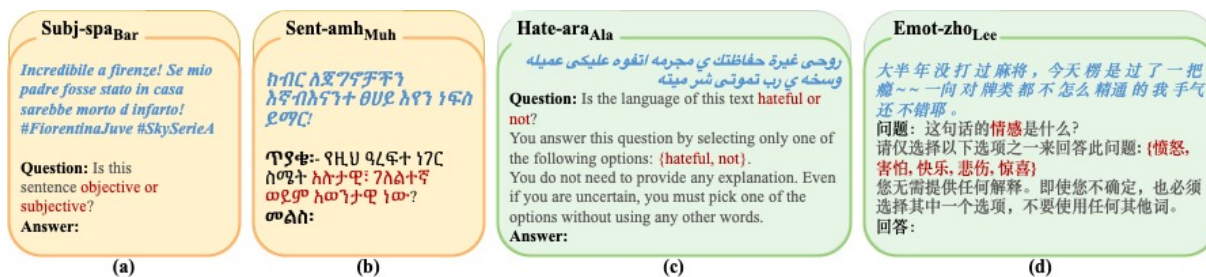 Subj-spa_Bar
Incredibile a firenze! Se mio
padre fosse stato in casa
sarebbe morto d infarto!
#FiorentinaJuve #SkySerieA
Question: Is this
sentence objective or
subjective?
Answer:
(a)
Sent-amh_Muh
ክብር ለጀግኖቻችን
እኛብእናንተ ፀሀይ እየን ነፍስ
ይማር!
ጥያቄ፡- የዚህ ዓረፍተ ነገር
ስሜት አሉታዊ፣ ገለልተኛ
ወይም አወንታዊ ነው?
መልስ፡
(b)
Hate-ara_Ala
روحى غيرة حفاظتك ي مجرمه اتفوه عليكى عميله
وسخه ي رب تموتى شر ميته
Question: Is the language of this text hateful or
not?
You answer this question by selecting only one of
the following options: {hateful, not}.
You do not need to provide any explanation. Even
if you are uncertain, you must pick one of the
options without using any other words.
Answer:
(c)
Emot-zho_Lee
大半年没打过麻将，今天楞是过了一把
瘾~~一向对牌类都不怎么精通的我手气
还不错耶。
问题：这句话的情感是什么?
请仅选择以下选项之一来回答此问题: {愤怒,
害怕, 快乐, 悲伤, 惊喜}
您无需提供任何解释。即使您不确定，也必须
选择其中一个选项，不要使用任何其他词。
回答:
(d)